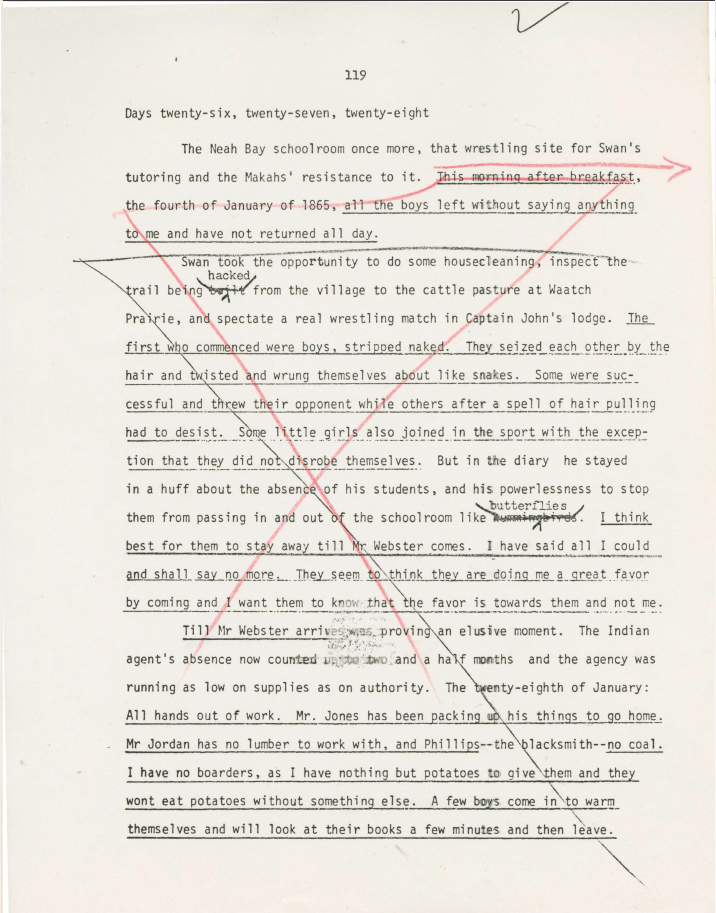 2
119
Days twenty-six, twenty-seven, twenty-eight
The Neah Bay schoolroom once more, that wrestling site for Swan's
tutoring and the Makahs' resistance to it. This morning after breakfast,
the fourth of January of 1865, all the boys left without saying anything
to me and have not returned all day.
Swan took the opportunity to do some housecleaning, inspect the
hacked
trail being built from the village to the cattle pasture at Waatch
Prairie, and spectate a real wrestling match in Captain John's lodge. The
first who commenced were boys, stripped naked. They seized each other by the
hair and twisted and wrung themselves about like snakes. Some were suc-
cessful and threw their opponent while others after a spell of hair pulling
had to desist. Some little girls also joined in the sport with the excep-
tion that they did not disrobe themselves. But in the diary he stayed
in a huff about the absence of his students, and his powerlessness to stop
butterflies
them from passing in and out of the schoolroom like hummingbirds. I think
best for them to stay away till Mr Webster comes. I have said all I could
and shall say no more. They seem to think they are doing me a great favor
by coming and I want them to know that the favor is towards them and not me.
Till Mr Webster arrives was proving an elusive moment. The Indian
agent's absence now counted up to two and a half months and the agency was
running as low on supplies as on authority. The twenty-eighth of January:
All hands out of work. Mr. Jones has been packing up his things to go home.
Mr Jordan has no lumber to work with, and Phillips--the blacksmith--no coal.
I have no boarders, as I have nothing but potatoes to give them and they
wont eat potatoes without something else. A few boys come in to warm
themselves and will look at their books a few minutes and then leave.